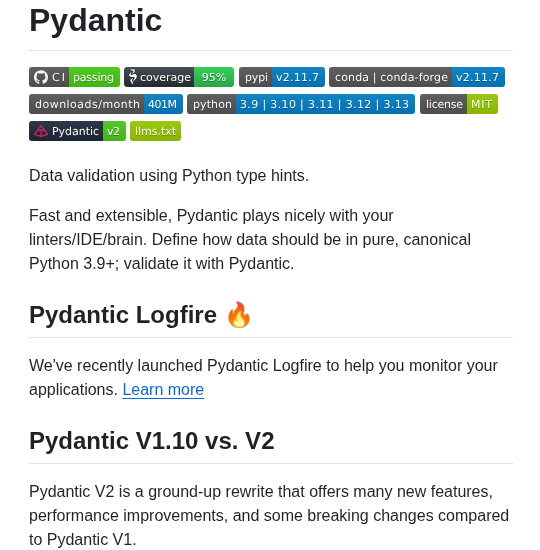 Pydantic
CI passing coverage 95% pypi v2.11.7 conda | conda-forge v2.11.7
downloads/month 401M python 3.9 | 3.10 | 3.11 | 3.12 | 3.13 license MIT
Pydantic v2 llms.txt
Data validation using Python type hints.
Fast and extensible, Pydantic plays nicely with your
linters/IDE/brain. Define how data should be in pure, canonical
Python 3.9+; validate it with Pydantic.
Pydantic Logfire 🔥
We've recently launched Pydantic Logfire to help you monitor your
applications. Learn more
Pydantic V1.10 vs. V2
Pydantic V2 is a ground-up rewrite that offers many new features,
performance improvements, and some breaking changes compared
to Pydantic V1.